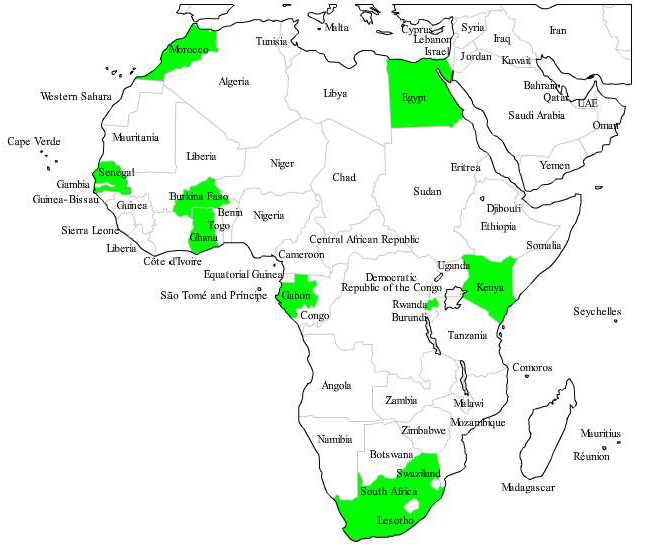 Malta
Cyprus
Syria
Iran
Morocco
Tunisia
Lebanon
Iraq
Israel
Jordan
Kuwait
Algeria
Libya
Egypt
Bahrain
Qatar
UAE
Western Sahara
Saudi Arabia
Oman
Cape Verde
Mauritania
Liberia
Niger
Chad
Eritrea
Yemen
Senegal
Gambia
Sudan
Guinea-Bissau
Burkina Faso
Guinea
Benin
Nigeria
Djibouti
Togo
Ethiopia
Sierra Leone
Ghana
Central African Republic
Somalia
Liberia
Côte d'Ivoire
Cameroon
Uganda
Equatorial Guinea
Democratic
Republic of the Congo
Kenya
São Tomé and Príncipe
Gabon
Rwanda
Congo
Burundi
Seychelles
Tanzania
Comoros
Angola
Zambia
Malawi
Mozambique
Zimbabwe
Namibia
Mauritius
Botswana
Réunion
Swaziland
South Africa
Madagascar
Lesotho